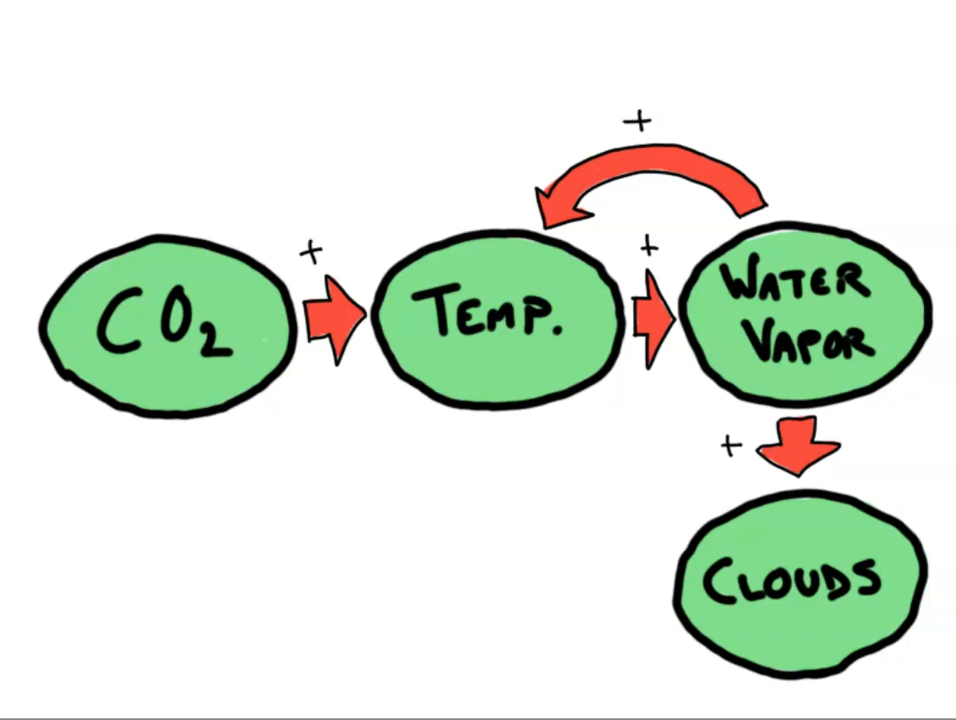 +
+
+
CO₂
TEMP.
WATER
VAPOR
+
CLOUDS